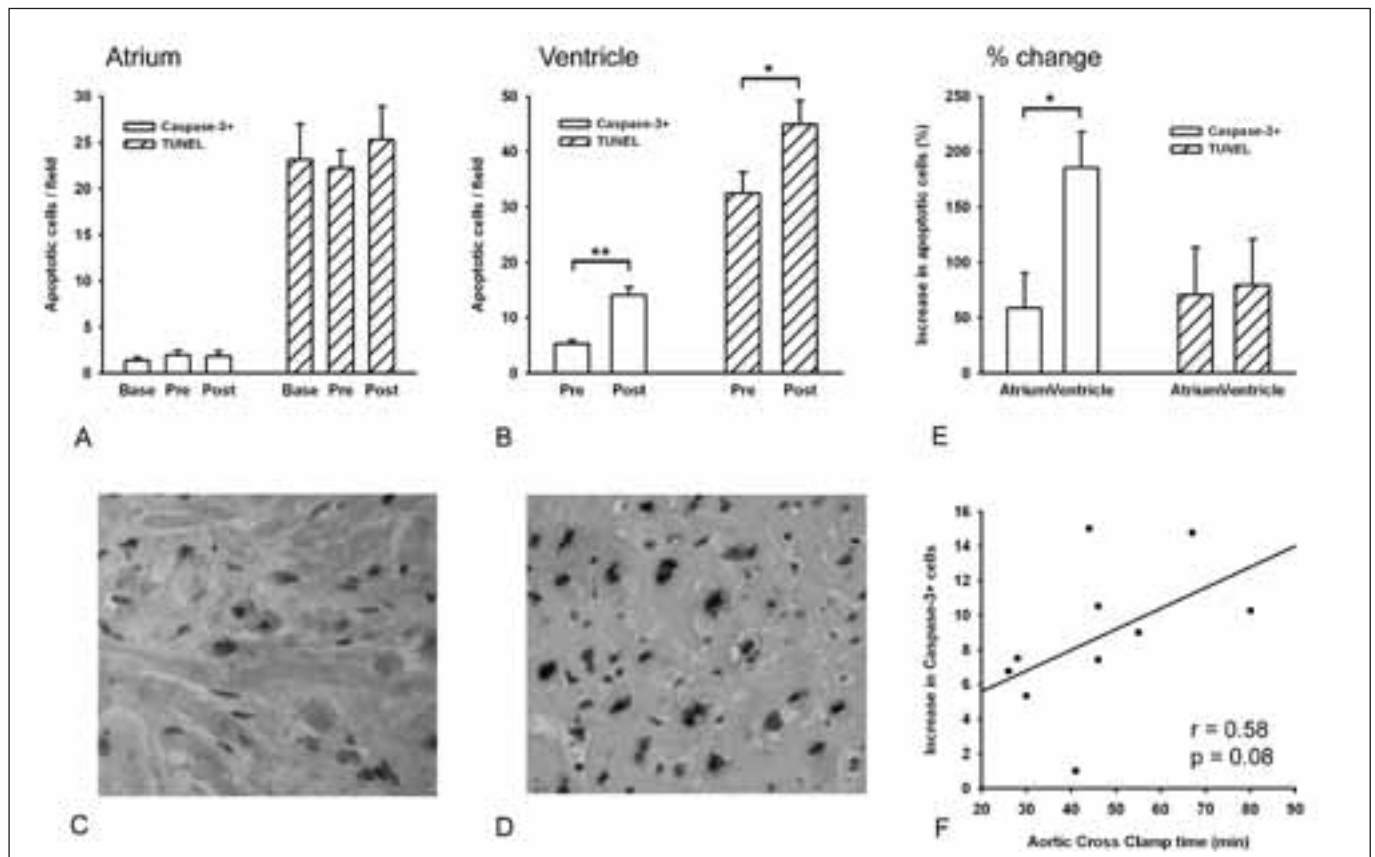 Atrium
30
25
20
15
10
5
0
Apoptotic cells / field
Caspase-3+
TUNEL
Base Pre Post Base Pre Post
A
Ventricle
50
40
30
20
10
0
Apoptotic cells / field
Caspase-3+
TUNEL
**
*
Pre Post Pre Post
B
% change
250
200
150
100
50
0
Increase in apoptotic cells (%)
*
Caspase-3+
TUNEL
AtriumVentricle AtriumVentricle
E
C
D
16
14
12
10
8
6
4
2
0
Increase in Caspase-3+ cells
r = 0.58
p = 0.08
20 30 40 50 60 70 80 90
F
Aortic Cross Clamp time (min)